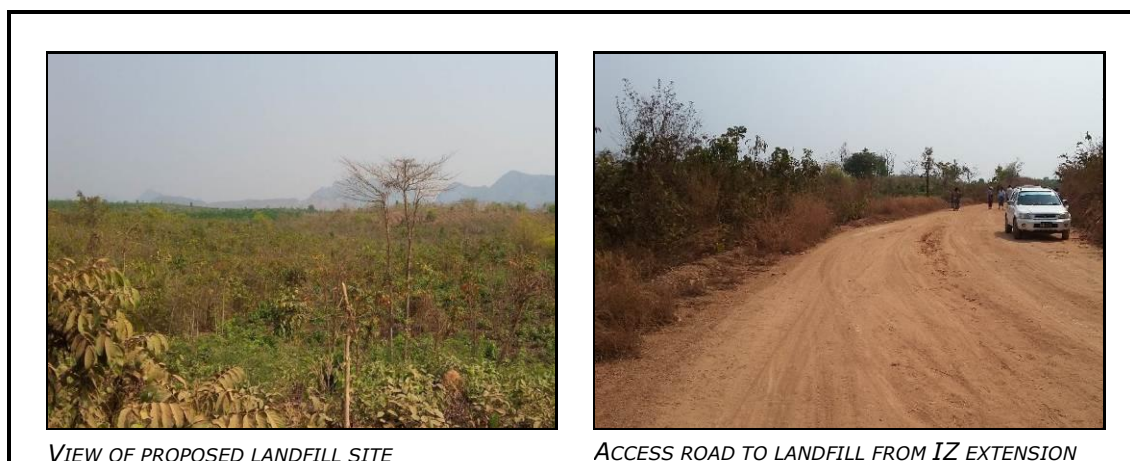 VIEW OF PROPOSED LANDFILL SITE
ACCESS ROAD TO LANDFILL FROM IZ EXTENSION